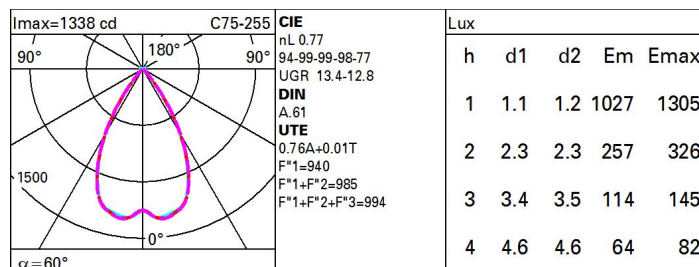 Imax=1338 cd C75-255
90° 180° 90°
1500
0°
α=60°
CIE
nL 0.77
94-99-99-98-77
UGR 13.4-12.8
DIN
A.61
UTE
0.76A+0.01T
F"1=940
F"1+F"2=985
F"1+F"2+F"3=994
Lux
h d1 d2 Em Emax
1 1.1 1.2 1027 1305
2 2.3 2.3 257 326
3 3.4 3.5 114 145
4 4.6 4.6 64 82